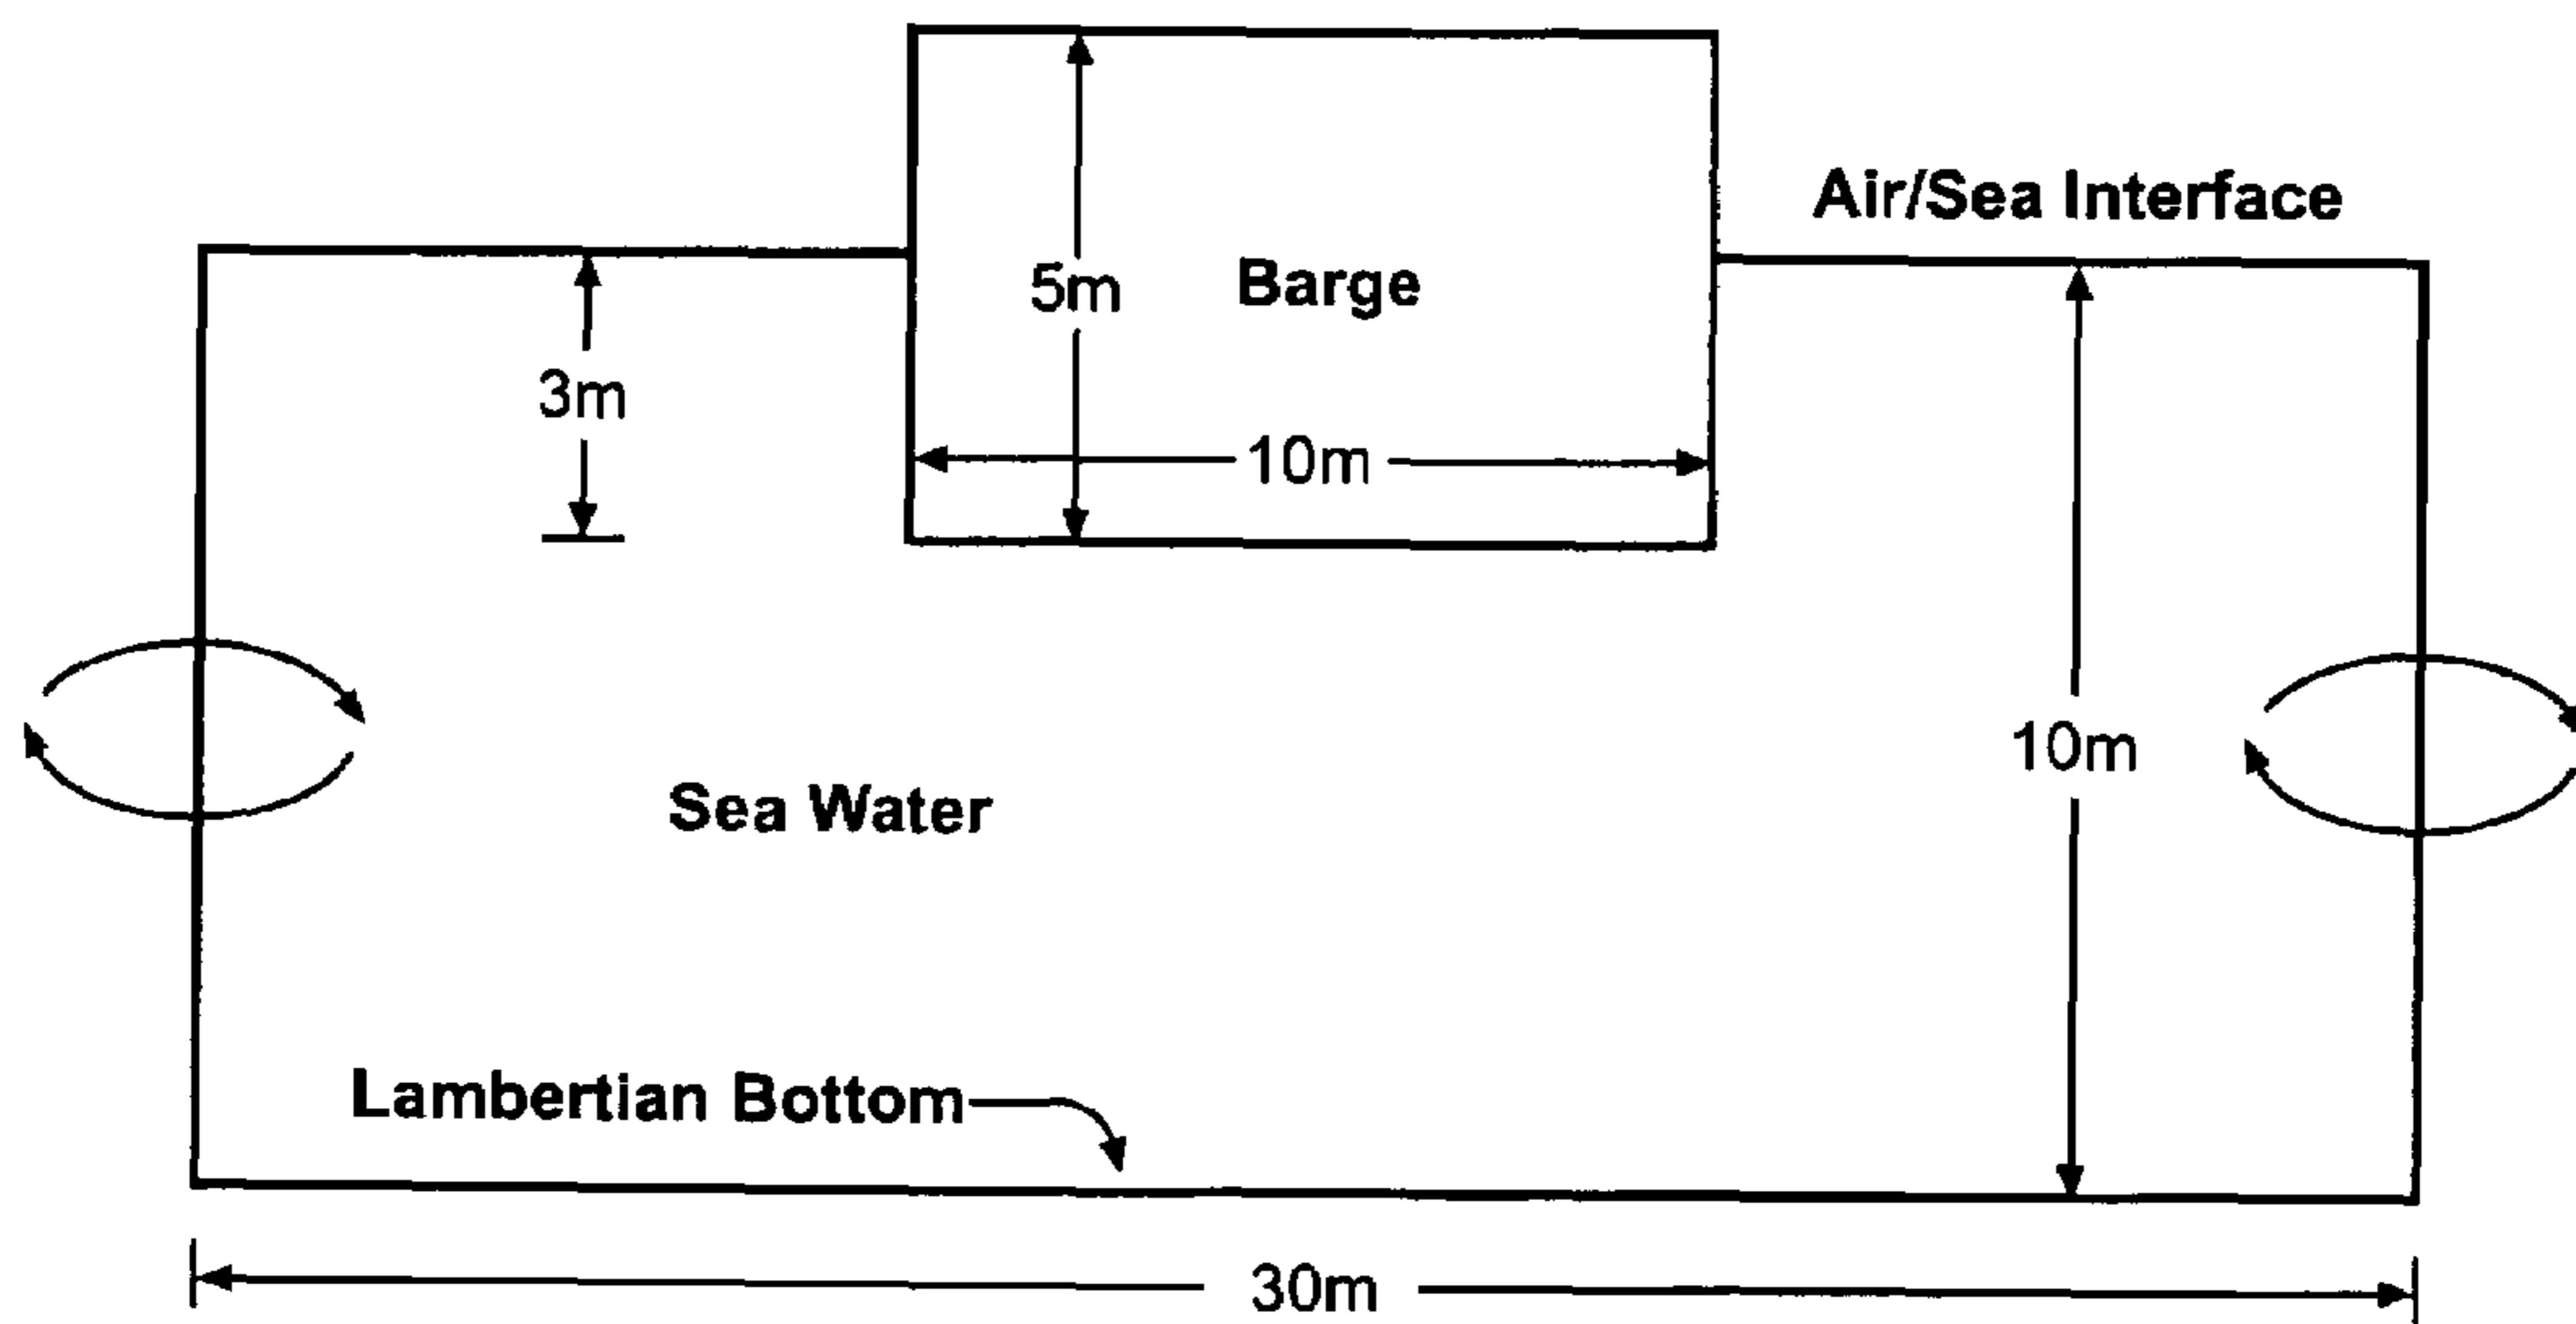 Air/Sea Interface
5m
Barge
3m
10m
10m
Sea Water
Lambertian Bottom
30m